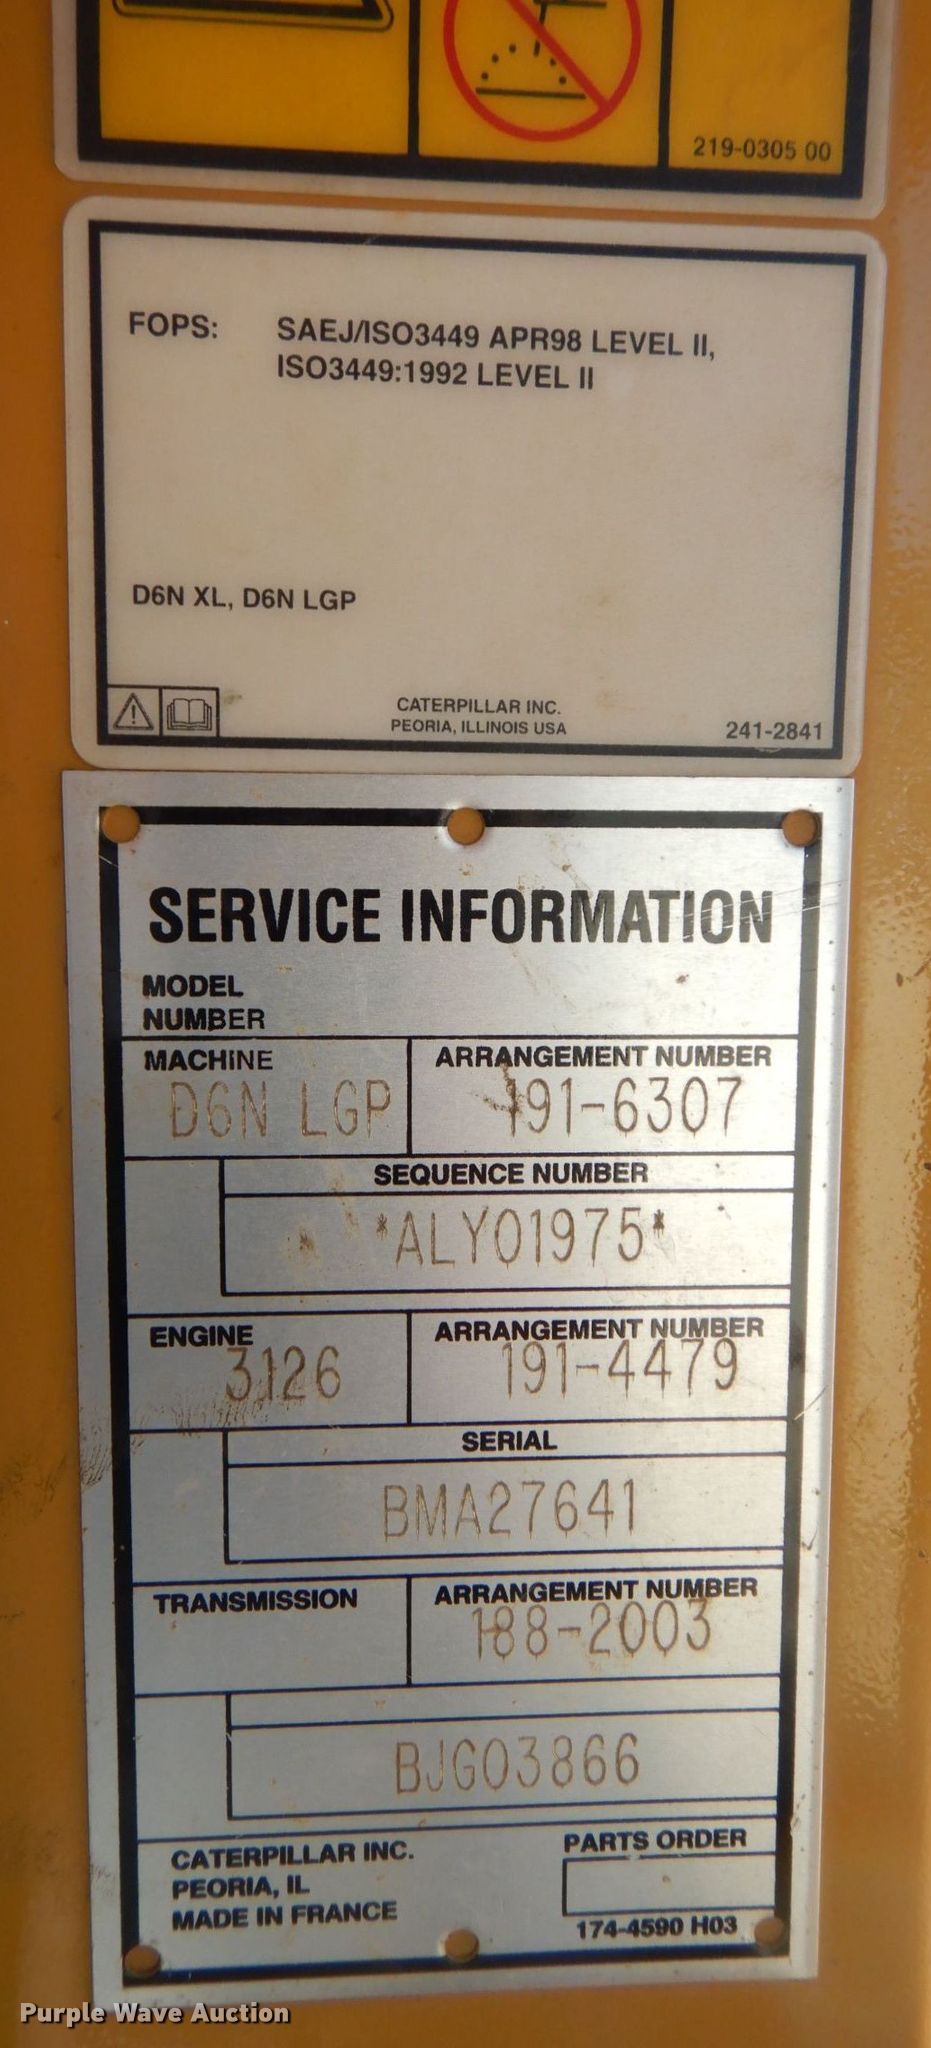 219-0305 00
FOPS: SAEJ/ISO3449 APR98 LEVEL II,
ISO3449:1992 LEVEL II
D6N XL, D6N LGP
CATERPILLAR INC.
PEORIA, ILLINOIS USA
241-2841
SERVICE INFORMATION
MODEL
NUMBER
MACHINE
D6N LGP
ARRANGEMENT NUMBER
191-6307
SEQUENCE NUMBER
*ALY01975*
ENGINE
3126
ARRANGEMENT NUMBER
191-4479
SERIAL
BMA27641
TRANSMISSION
ARRANGEMENT NUMBER
188-2003
BJG03866
CATERPILLAR INC.
PEORIA, IL
MADE IN FRANCE
PARTS ORDER
174-4590 H03
Purple Wave Auction